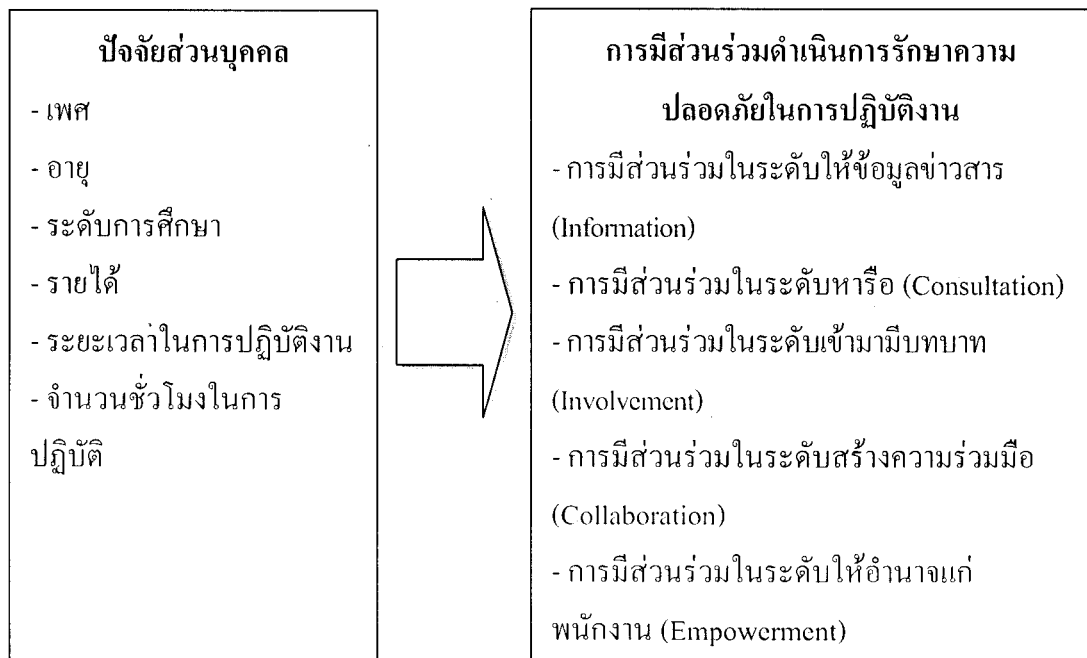 ปัจจัยส่วนบุคคล
- เพศ
- อายุ
- ระดับการศึกษา
- รายได้
- ระยะเวลาในการปฏิบัติงาน
- จำนวนชั่วโมงในการ
ปฏิบัติ
การมีส่วนร่วมดำเนินการรักษาความ
ปลอดภัยในการปฏิบัติงาน
- การมีส่วนร่วมในระดับให้ข้อมูลข่าวสาร
(Information)
- การมีส่วนร่วมในระดับหารือ (Consultation)
- การมีส่วนร่วมในระดับเข้ามามีบทบาท
(Involvement)
- การมีส่วนร่วมในระดับสร้างความร่วมมือ
(Collaboration)
- การมีส่วนร่วมในระดับให้อำนาจแก่
พนักงาน (Empowerment)